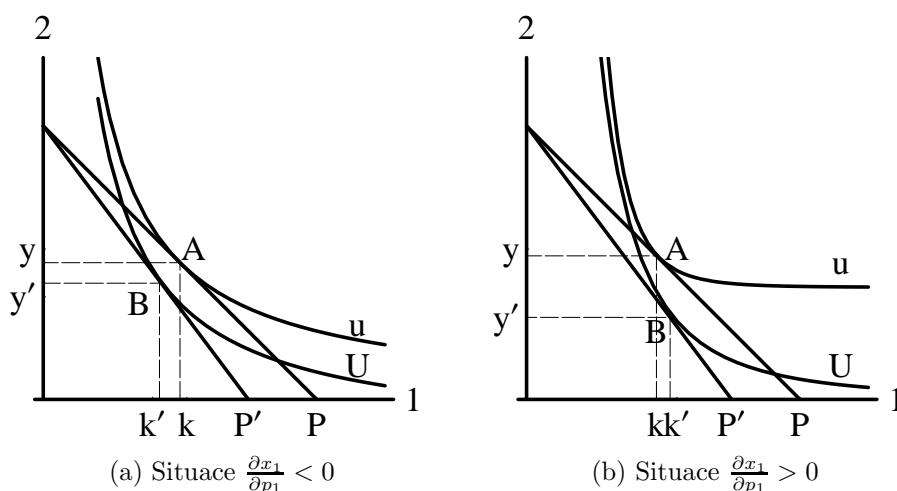 2
y
y′
A
B
u
U
1
k′ k P′ P
(a) Situace ∂x₁/∂p₁ < 0
2
y
y′
A
B
u
U
1
kk′ P′ P
(b) Situace ∂x₁/∂p₁ > 0